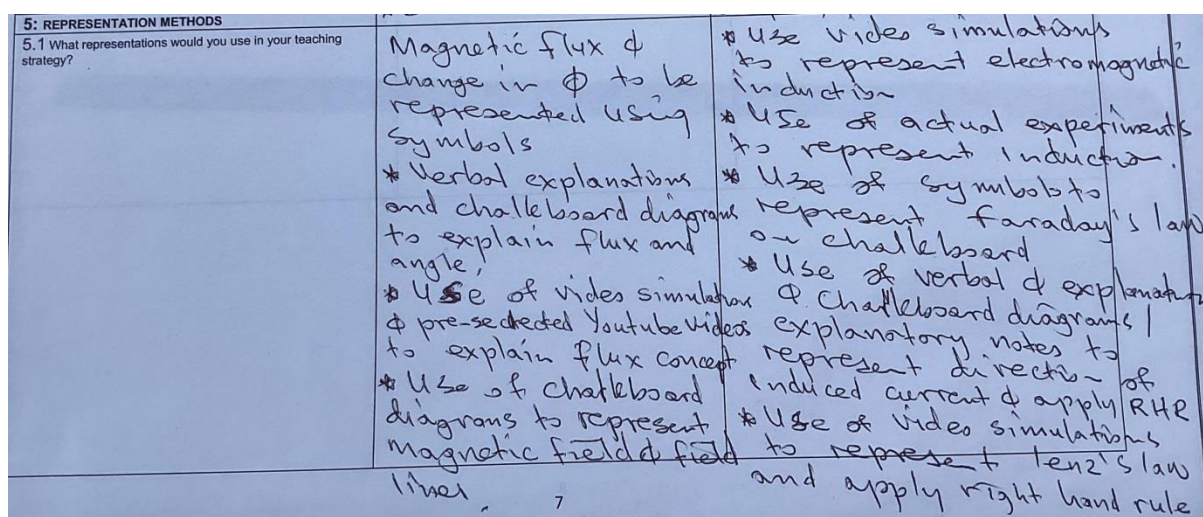 5: REPRESENTATION METHODS
5.1 What representations would you use in your teaching
strategy?
Magnetic flux &
change in ϕ to be
represented using
symbols
* Verbal explanations
and chalkboard diagrams
to explain flux and
angle,
* Use of video simulations
& pre-selected Youtube videos
to explain flux concept
* Use of chalkboard
diagrams to represent
magnetic field & field
lines
* Use video simulations
to represent electromagnetic
induction
* Use of actual experiments
to represent induction.
* Use of symbols to
represent faraday's law
on chalkboard
* Use of verbal & explanatory
& chalkboard diagrams /
explanatory notes to
represent direction of
induced current & apply RHR
* Use of video simulations
to represent lenz's law
and apply right hand rule
7